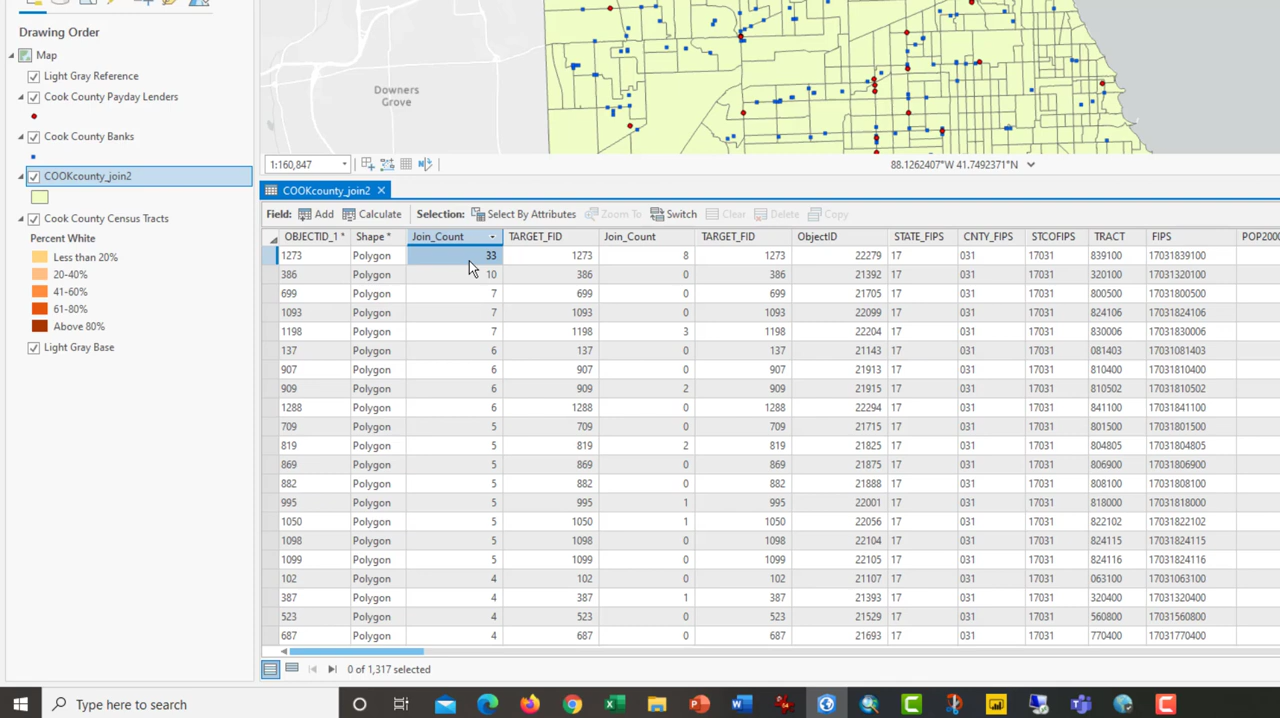 Drawing Order
Map
Light Gray Reference
Cook County Payday Lenders
Cook County Banks
COOKcounty_join2
Cook County Census Tracts
Percent White
Less than 20%
20-40%
41-60%
61-80%
Above 80%
Light Gray Base
Downers
Grove
1:160,847
88.1262407°W 41.7492371°N
COOKcounty_join2
Field: Add Calculate Selection: Select By Attributes Zoom To Switch Clear Delete Copy
OBJECTID_1 * Shape * Join_Count TARGET_FID Join_Count TARGET_FID ObjectID STATE_FIPS CNTY_FIPS STCOFIPS TRACT FIPS POP2000
1273 Polygon 33 1273 8 1273 22279 17 031 17031 839100 17031839100
386 Polygon 10 386 0 386 21392 17 031 17031 320100 17031320100
699 Polygon 7 699 0 699 21705 17 031 17031 800500 17031800500
1093 Polygon 7 1093 0 1093 22099 17 031 17031 824106 17031824106
1198 Polygon 7 1198 3 1198 22204 17 031 17031 830006 17031830006
137 Polygon 6 137 0 137 21143 17 031 17031 081403 17031081403
907 Polygon 6 907 0 907 21913 17 031 17031 810400 17031810400
909 Polygon 6 909 2 909 21915 17 031 17031 810502 17031810502
1288 Polygon 6 1288 0 1288 22294 17 031 17031 841100 17031841100
709 Polygon 5 709 0 709 21715 17 031 17031 801500 17031801500
819 Polygon 5 819 2 819 21825 17 031 17031 804805 17031804805
869 Polygon 5 869 0 869 21875 17 031 17031 806900 17031806900
882 Polygon 5 882 0 882 21888 17 031 17031 808100 17031808100
995 Polygon 5 995 1 995 22001 17 031 17031 818000 17031818000
1050 Polygon 5 1050 1 1050 22056 17 031 17031 822102 17031822102
1098 Polygon 5 1098 0 1098 22104 17 031 17031 824115 17031824115
1099 Polygon 5 1099 0 1099 22105 17 031 17031 824116 17031824116
102 Polygon 4 102 0 102 21107 17 031 17031 063100 17031063100
387 Polygon 4 387 1 387 21393 17 031 17031 320400 17031320400
523 Polygon 4 523 0 523 21529 17 031 17031 560800 17031560800
687 Polygon 4 687 0 687 21693 17 031 17031 770400 17031770400
0 of 1,317 selected
Type here to search